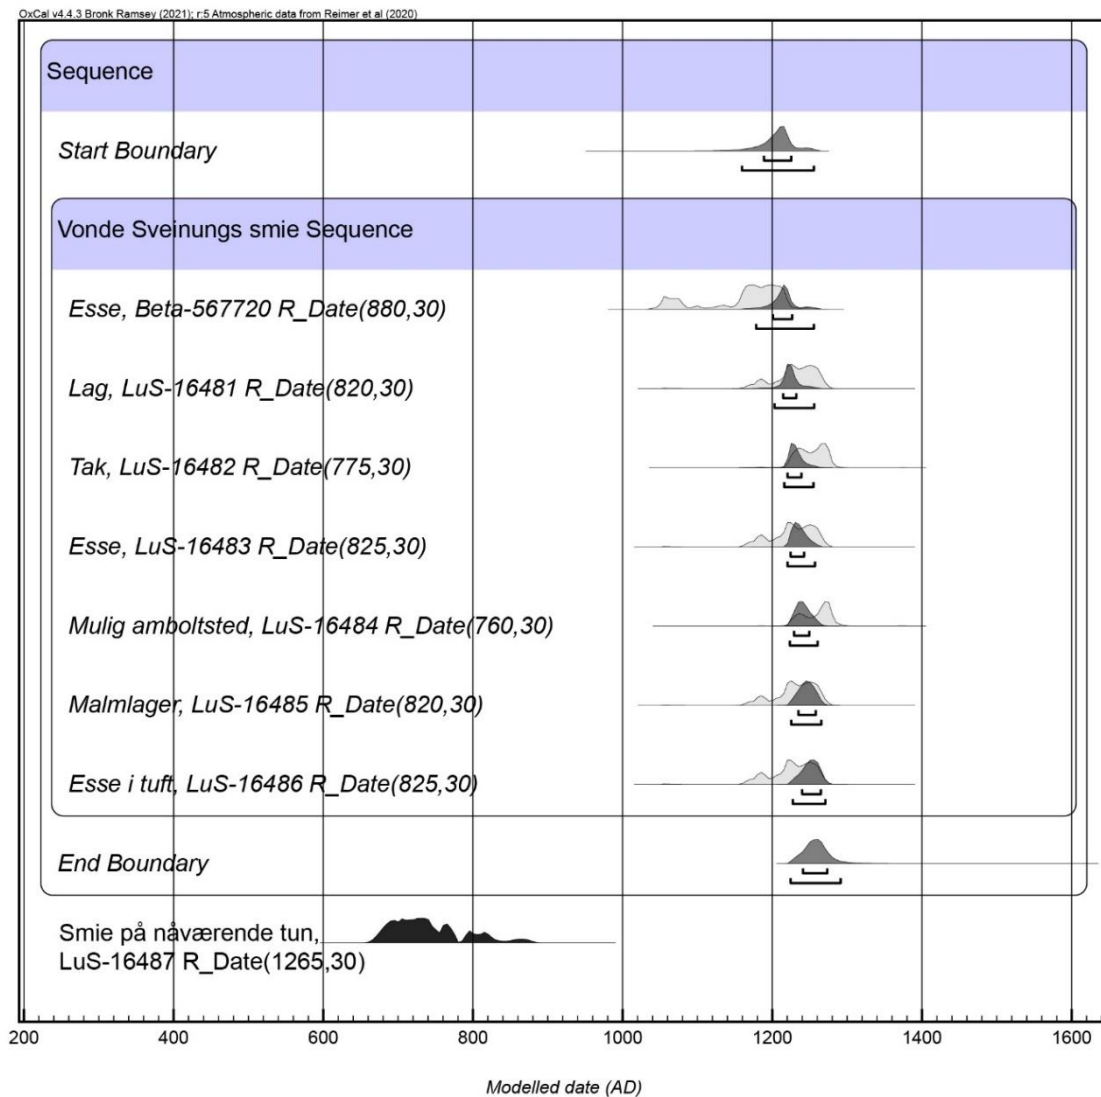 OxCal v4.4.3 Bronk Ramsey (2021); r:5 Atmospheric data from Reimer et al (2020)
Sequence
Start Boundary
Vonde Sveinungs smie Sequence
Esse, Beta-567720 R_Date(880,30)
Lag, LuS-16481 R_Date(820,30)
Tak, LuS-16482 R_Date(775,30)
Esse, LuS-16483 R_Date(825,30)
Mulig amboltsted, LuS-16484 R_Date(760,30)
Malmlager, LuS-16485 R_Date(820,30)
Esse i tuft, LuS-16486 R_Date(825,30)
End Boundary
Smie på nåværende tun,
LuS-16487 R_Date(1265,30)
200 400 600 800 1000 1200 1400 1600
Modelled date (AD)